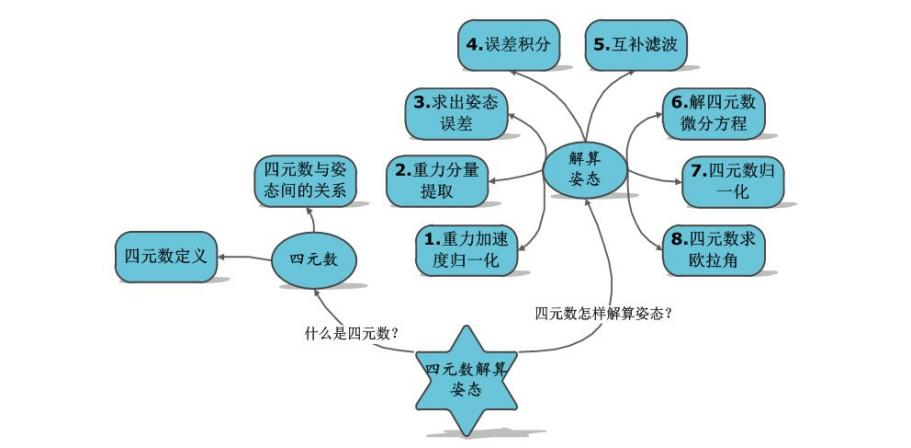 4.误差积分
5.互补滤波
3.求出姿态
误差
6.解四元数
微分方程
解算
姿态
四元数与姿
态间的关系
2.重力分量
提取
7.四元数归
一化
四元数定义
四元数
1.重力加速
度归一化
8.四元数求
欧拉角
什么是四元数?
四元数怎样解算姿态?
四元数解算
姿态